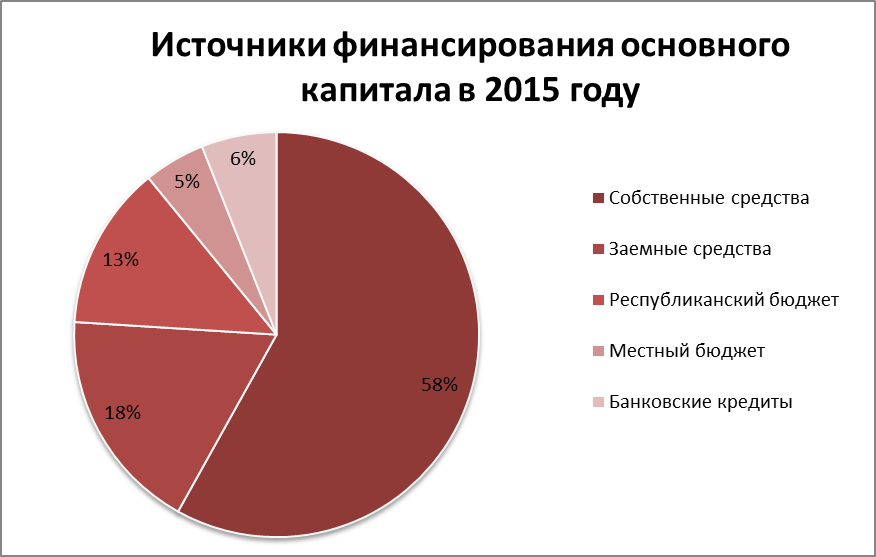 Источники финансирования основного
капитала в 2015 году
6%
5%
13%
18%
58%
Собственные средства
Заемные средства
Республиканский бюджет
Местный бюджет
Банковские кредиты